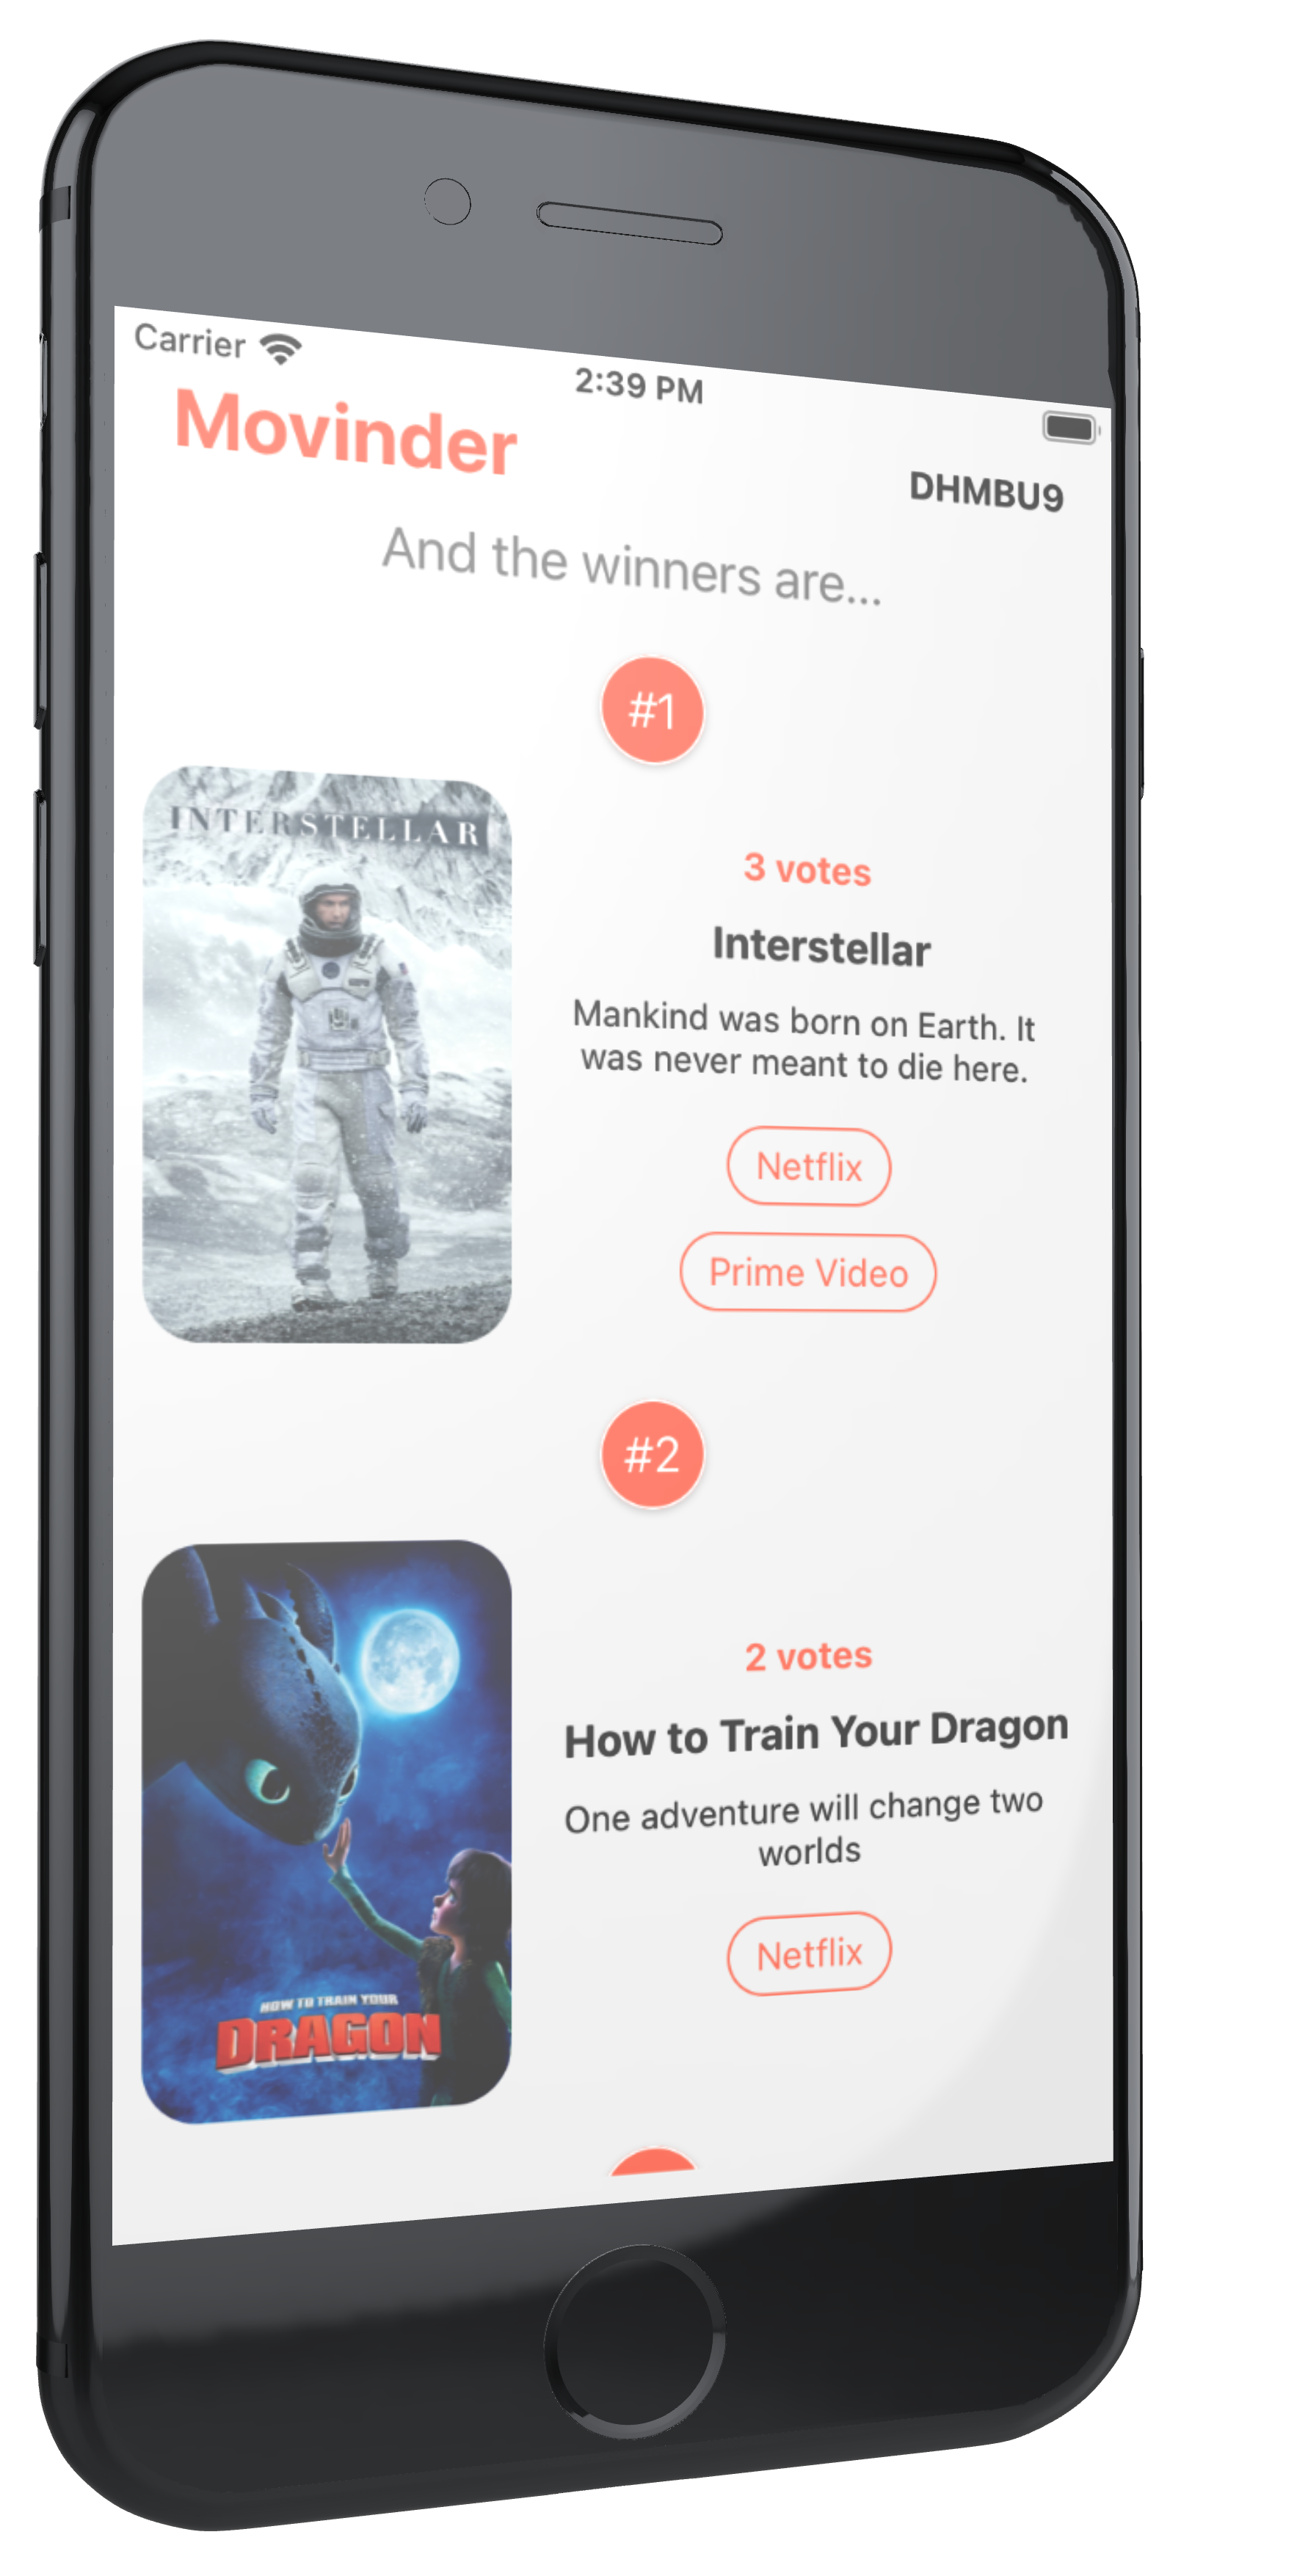 Carrier
2:39 PM
Movinder
DHMBU9
And the winners are...
#1
INTERSTELLAR
3 votes
Interstellar
Mankind was born on Earth. It
was never meant to die here.
Netflix
Prime Video
#2
2 votes
How to Train Your Dragon
One adventure will change two
worlds
Netflix
HOW TO TRAIN YOUR
DRAGON